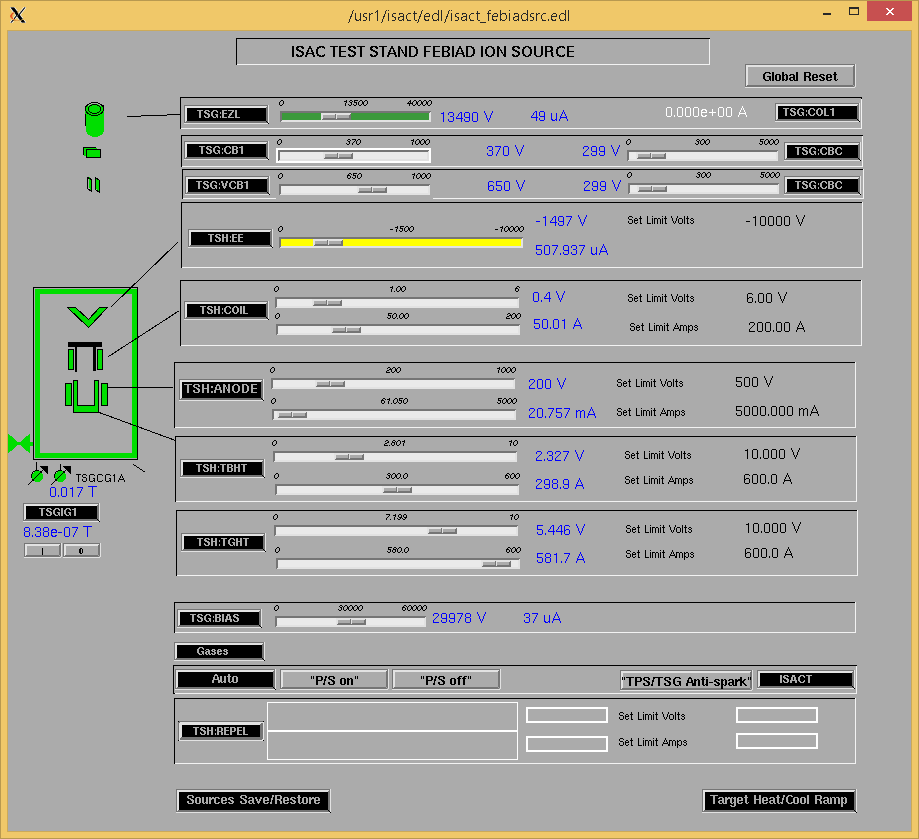 /usr1/isact/edl/isact_febiadsrc.edl
ISAC TEST STAND FEBIAD ION SOURCE
Global Reset
TSG:EZL 0 13500 40000 13490 V 49 uA 0.000e+00 A TSG:COL1
TSG:CB1 0 370 1000 370 V 299 V 0 300 5000 TSG:CBC
TSG:VCB1 0 650 1000 650 V 299 V 0 300 5000 TSG:CBC
TSH:EE 0 -1500 -10000 -1497 V Set Limit Volts -10000 V
507.937 uA
TSH:COIL 0 1.00 6 0.4 V Set Limit Volts 6.00 V
0 50.00 200 50.01 A Set Limit Amps 200.00 A
TSH:ANODE 0 200 1000 200 V Set Limit Volts 500 V
0 61.050 5000 20.757 mA Set Limit Amps 5000.000 mA
TSH:TBHT 0 2.801 10 2.327 V Set Limit Volts 10.000 V
0 300.0 600 298.9 A Set Limit Amps 600.0 A
TSGCG1A
0.017 T
TSGIG1
8.38e-07 T
I 0
TSH:TGHT 0 7.199 10 5.446 V Set Limit Volts 10.000 V
0 580.0 600 581.7 A Set Limit Amps 600.0 A
TSG:BIAS 0 30000 60000 29978 V 37 uA
Gases
Auto "P/S on" "P/S off" "TPS/TSG Anti-spark" ISACT
TSH:REPEL Set Limit Volts
Set Limit Amps
Sources Save/Restore Target Heat/Cool Ramp